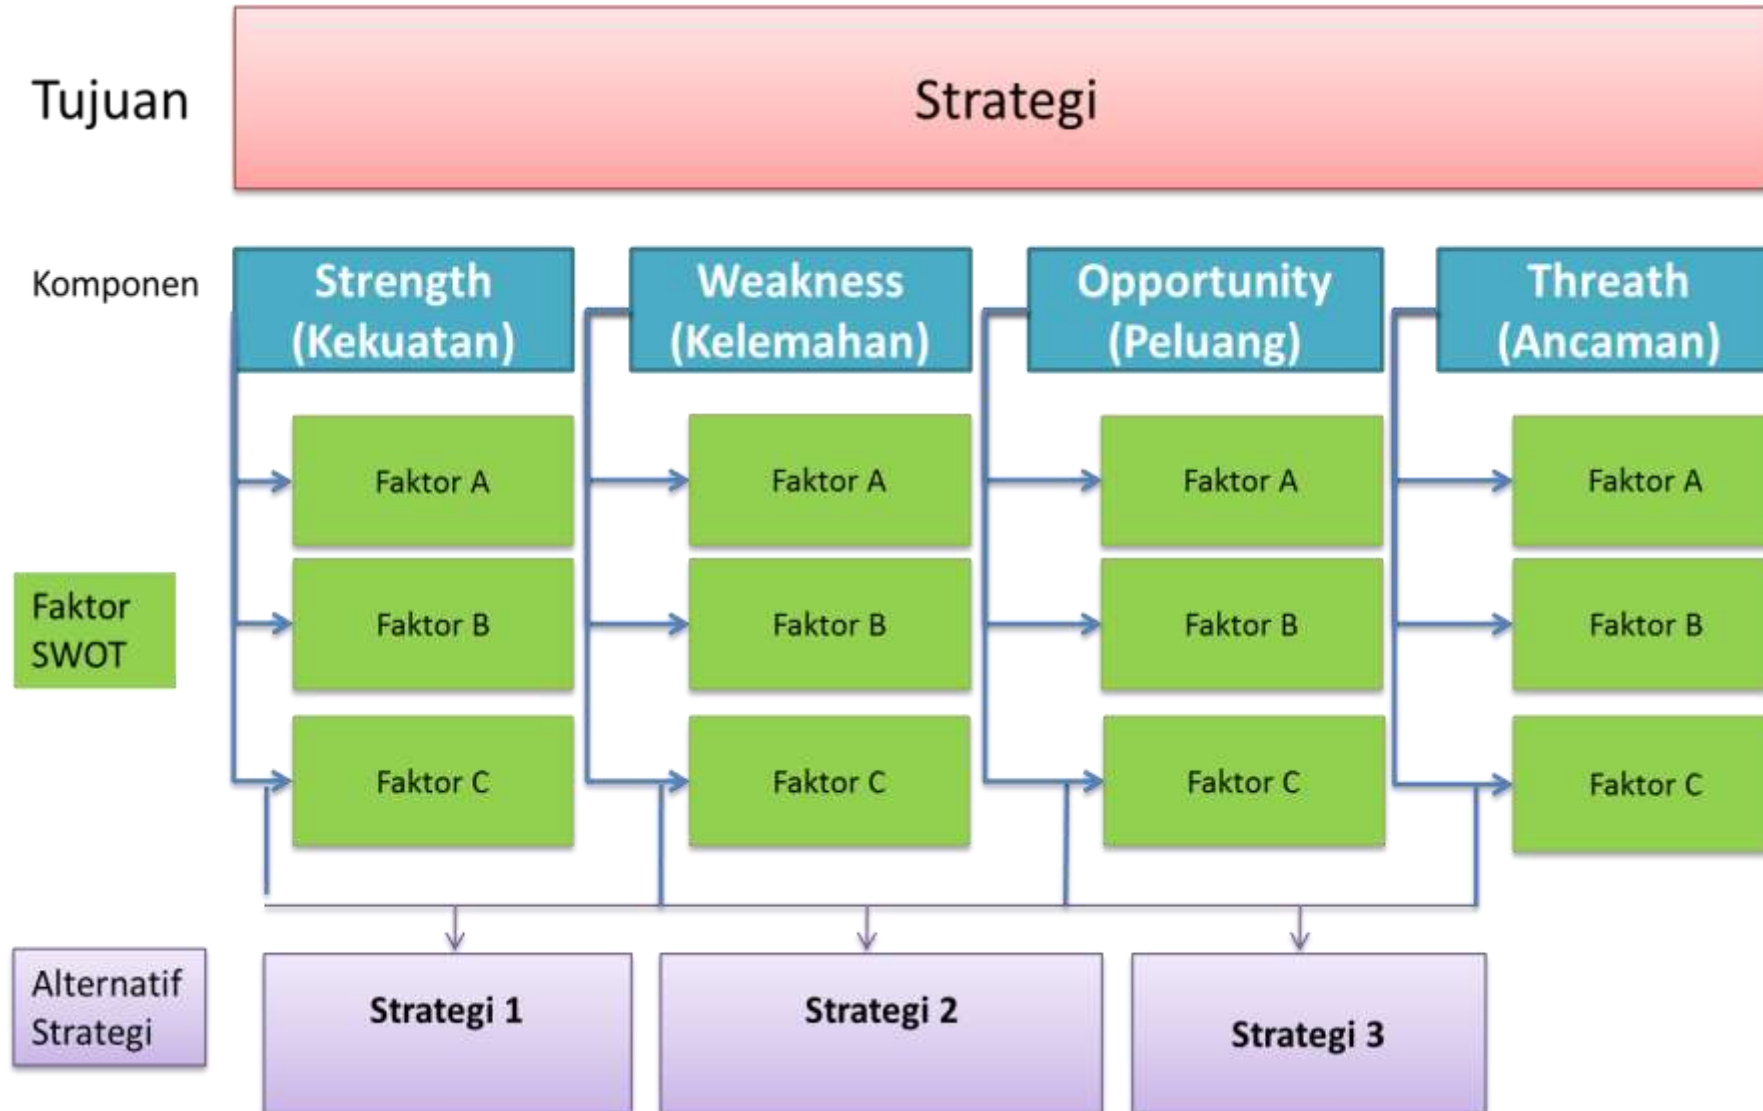 Tujuan
Strategi
Komponen
Strength
(Kekuatan)
Weakness
(Kelemahan)
Opportunity
(Peluang)
Threath
(Ancaman)
Faktor A
Faktor A
Faktor A
Faktor A
Faktor
SWOT
Faktor B
Faktor B
Faktor B
Faktor B
Faktor C
Faktor C
Faktor C
Faktor C
Alternatif
Strategi
Strategi 1
Strategi 2
Strategi 3